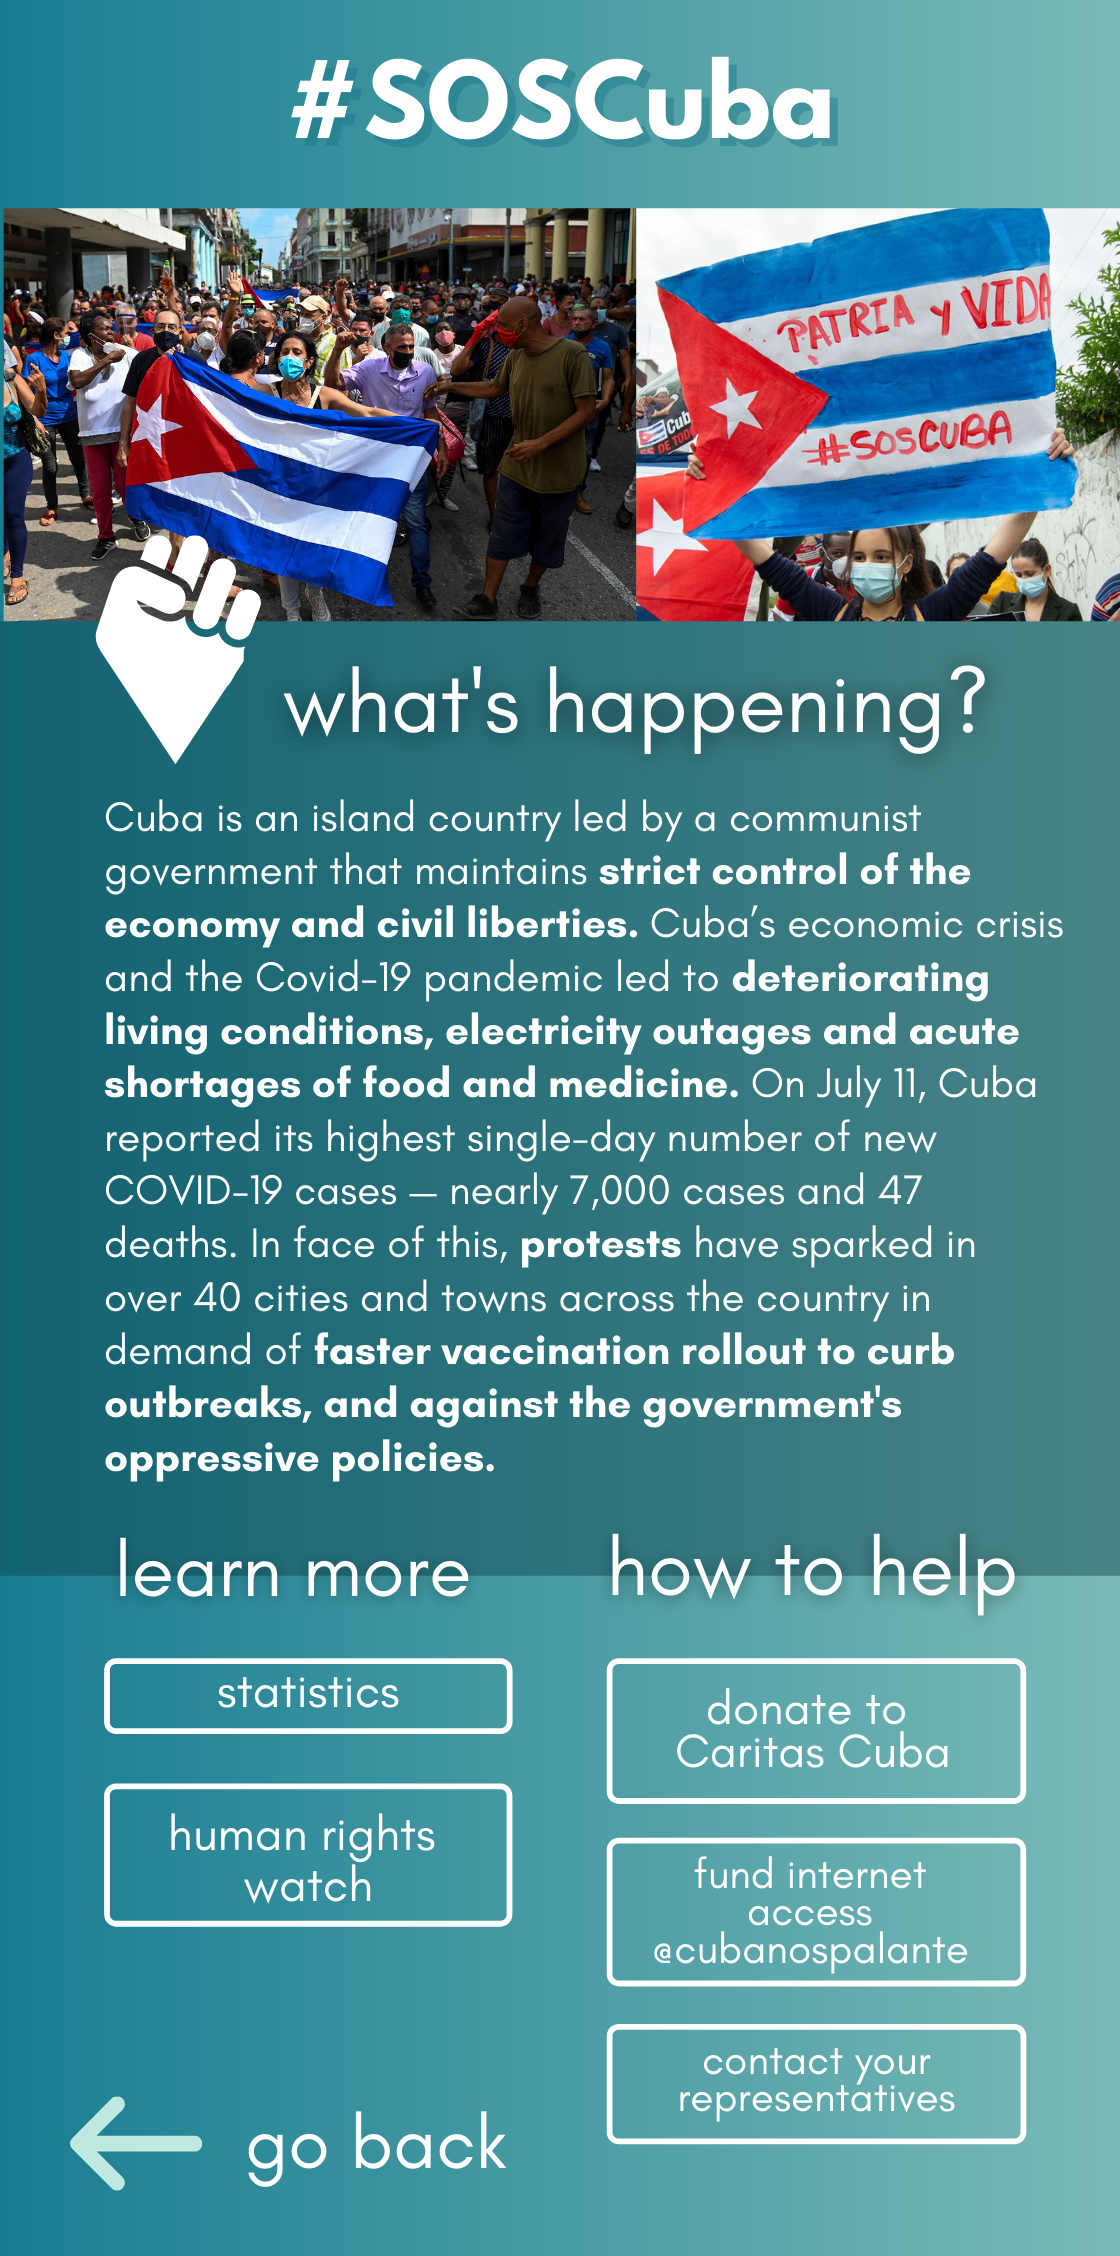 #SOSCuba
PATRIA y VIDA
#SOSCUBA
Cub
ES DE TOD
what's happening?
Cuba is an island country led by a communist
government that maintains strict control of the
economy and civil liberties. Cuba’s economic crisis
and the Covid-19 pandemic led to deteriorating
living conditions, electricity outages and acute
shortages of food and medicine. On July 11, Cuba
reported its highest single-day number of new
COVID-19 cases — nearly 7,000 cases and 47
deaths. In face of this, protests have sparked in
over 40 cities and towns across the country in
demand of faster vaccination rollout to curb
outbreaks, and against the government's
oppressive policies.
learn more
statistics
human rights
watch
how to help
donate to
Caritas Cuba
fund internet
access
@cubanospalante
contact your
representatives
go back